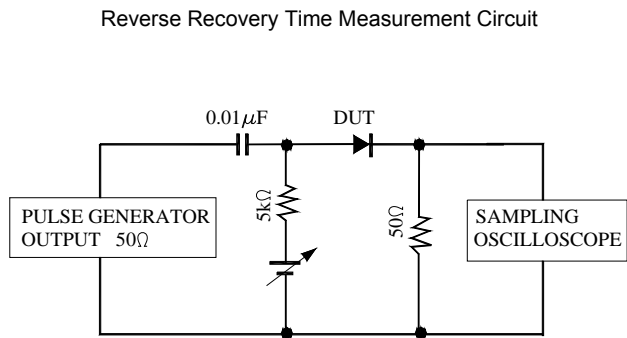 Reverse Recovery Time Measurement Circuit
0.01μF
DUT
5kΩ
50Ω
PULSE GENERATOR
OUTPUT 50Ω
SAMPLING
OSCILLOSCOPE